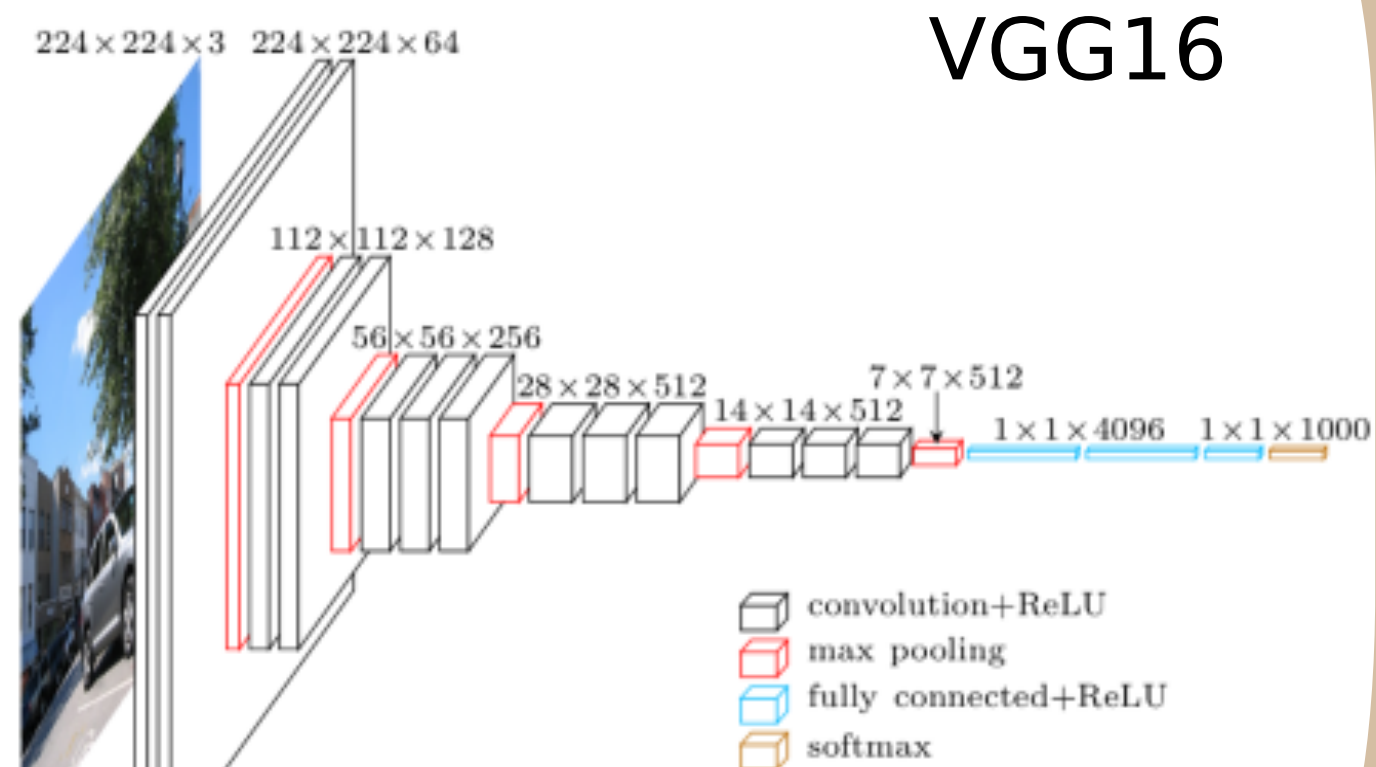 VGG16
224×224×3
224×224×64
112×112×128
56×56×256
28×28×512
14×14×512
7×7×512
1×1×4096
1×1×1000
convolution+ReLU
max pooling
fully connected+ReLU
softmax